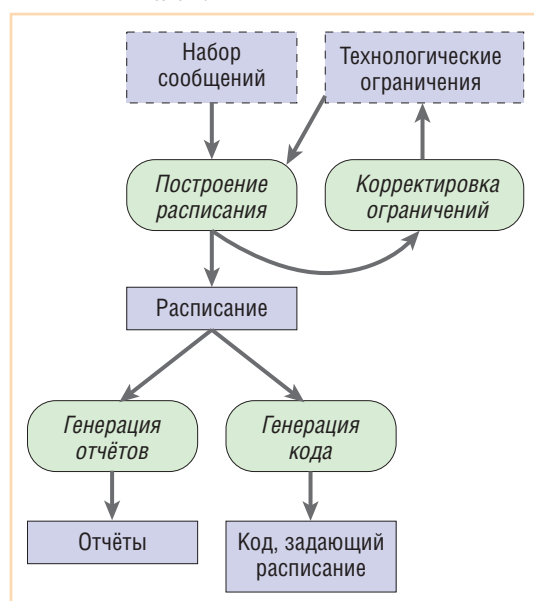 Набор
сообщений
Технологические
ограничения
Построение
расписания
Корректировка
ограничений
Расписание
Генерация
отчётов
Генерация
кода
Отчёты
Код, задающий
расписание